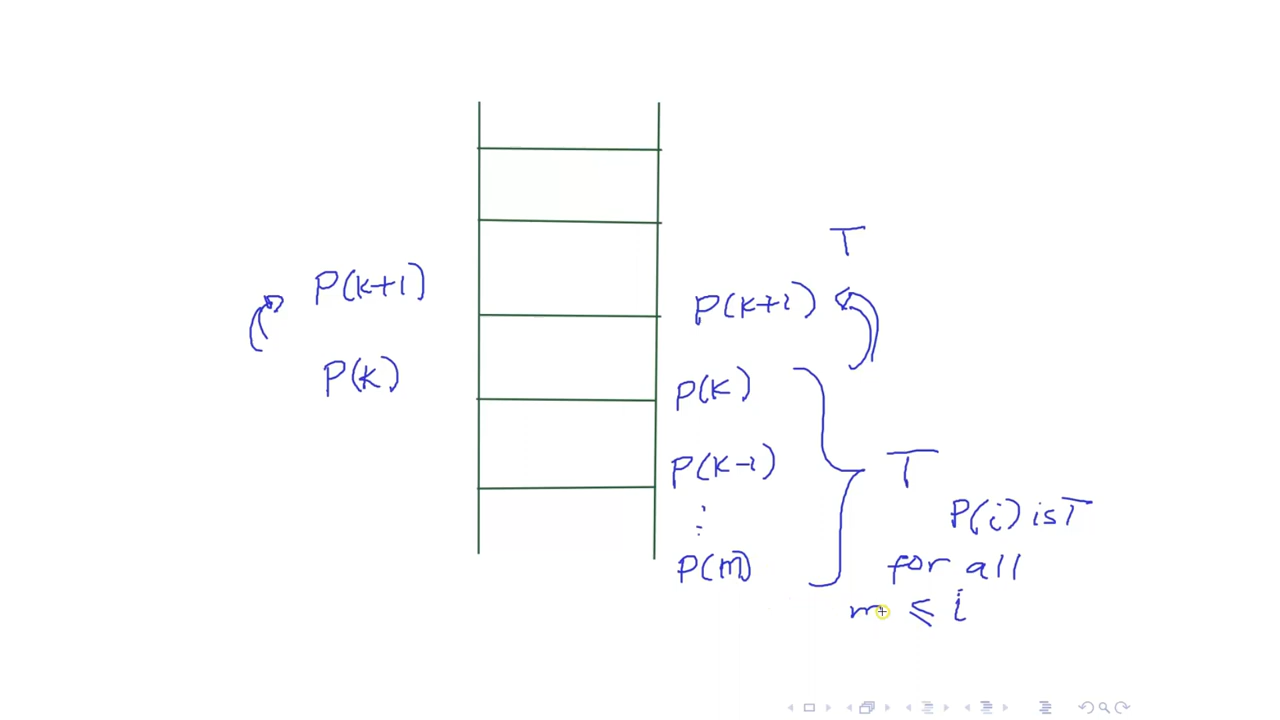 T
P(k+1)
P(k+1)
P(k)
P(k)
P(k-1)
T
P(i) is T
⋮
P(m)
for all
m ≤ i